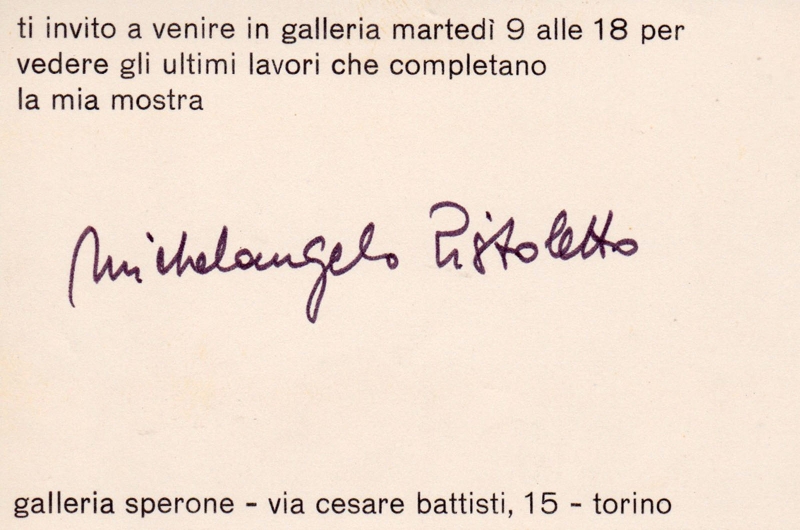 ti invito a venire in galleria martedì 9 alle 18 per
vedere gli ultimi lavori che completano
la mia mostra
Michelangelo Pistoletto
galleria sperone - via cesare battisti, 15 - torino